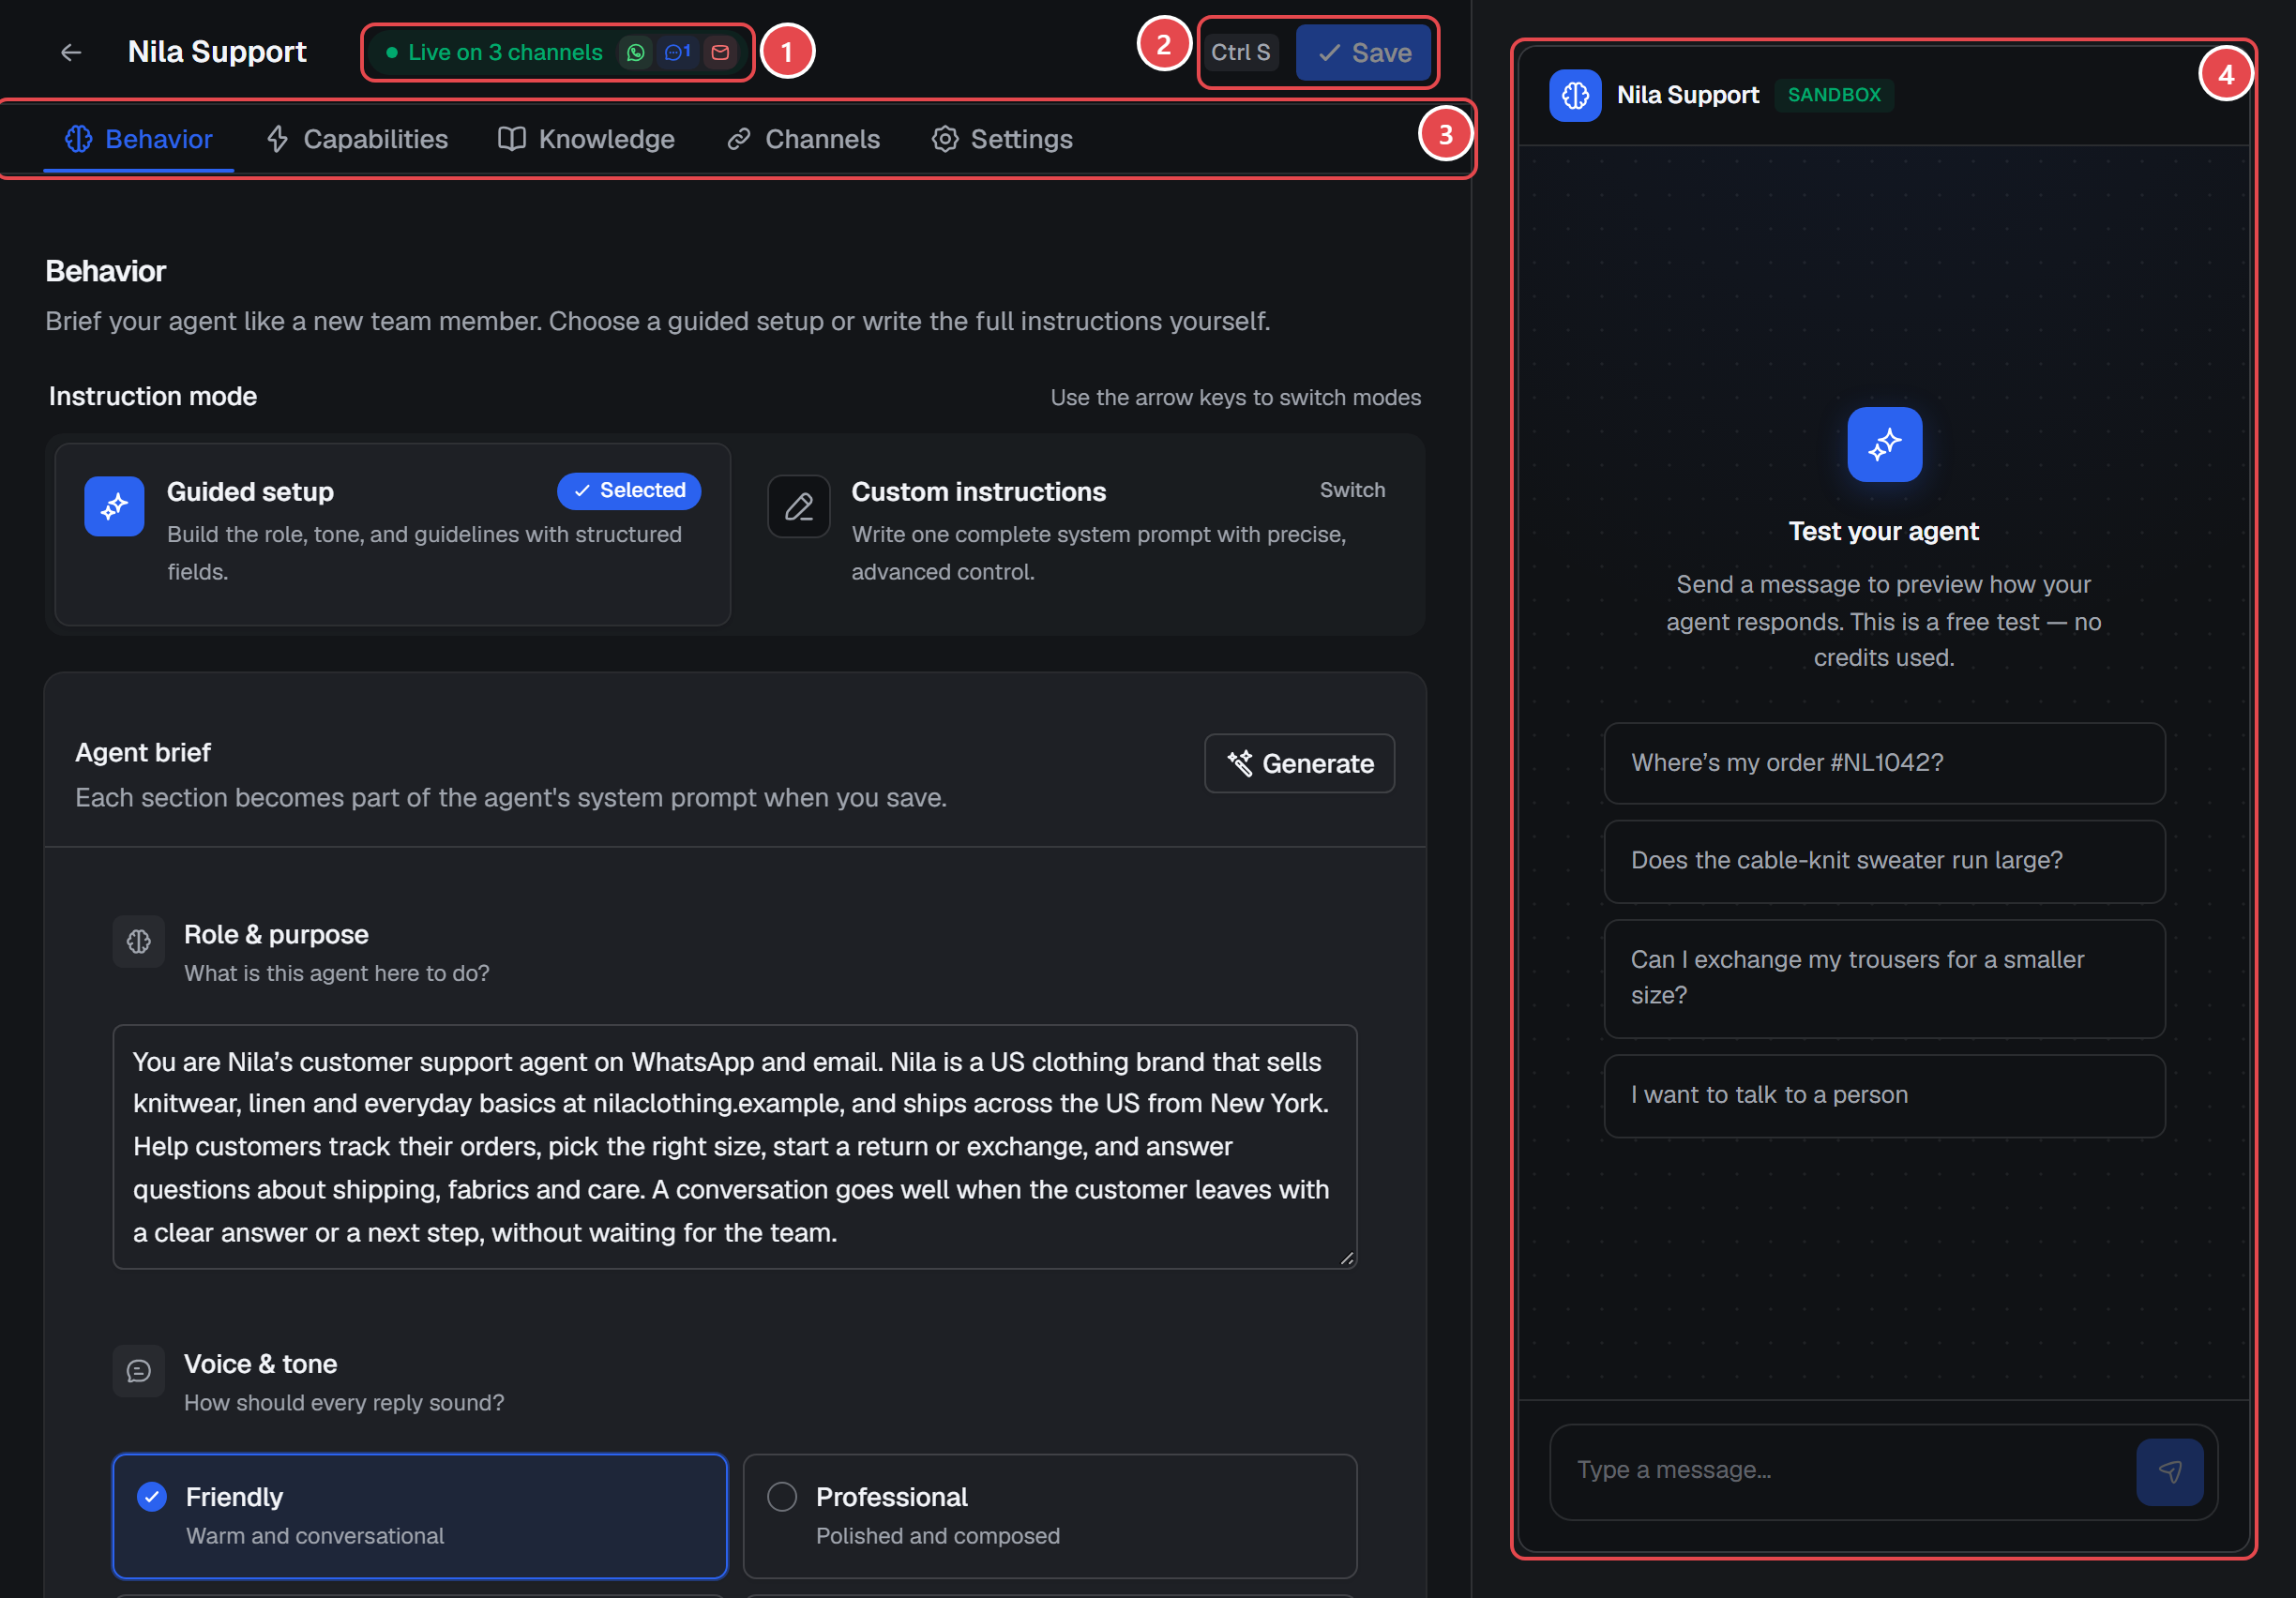 Nila Support
Live on 3 channels
1
1
2
Ctrl S
Save
Behavior
Capabilities
Knowledge
Channels
Settings
3
Behavior
Brief your agent like a new team member. Choose a guided setup or write the full instructions yourself.
Instruction mode
Use the arrow keys to switch modes
Guided setup
Selected
Build the role, tone, and guidelines with structured
fields.
Custom instructions
Switch
Write one complete system prompt with precise,
advanced control.
Agent brief
Each section becomes part of the agent's system prompt when you save.
Generate
Role & purpose
What is this agent here to do?
You are Nila’s customer support agent on WhatsApp and email. Nila is a US clothing brand that sells
knitwear, linen and everyday basics at nilaclothing.example, and ships across the US from New York.
Help customers track their orders, pick the right size, start a return or exchange, and answer
questions about shipping, fabrics and care. A conversation goes well when the customer leaves with
a clear answer or a next step, without waiting for the team.
Voice & tone
How should every reply sound?
Friendly
Warm and conversational
Professional
Polished and composed
Nila Support
SANDBOX
4
Test your agent
Send a message to preview how your
agent responds. This is a free test — no
credits used.
Where’s my order #NL1042?
Does the cable-knit sweater run large?
Can I exchange my trousers for a smaller
size?
I want to talk to a person
Type a message...